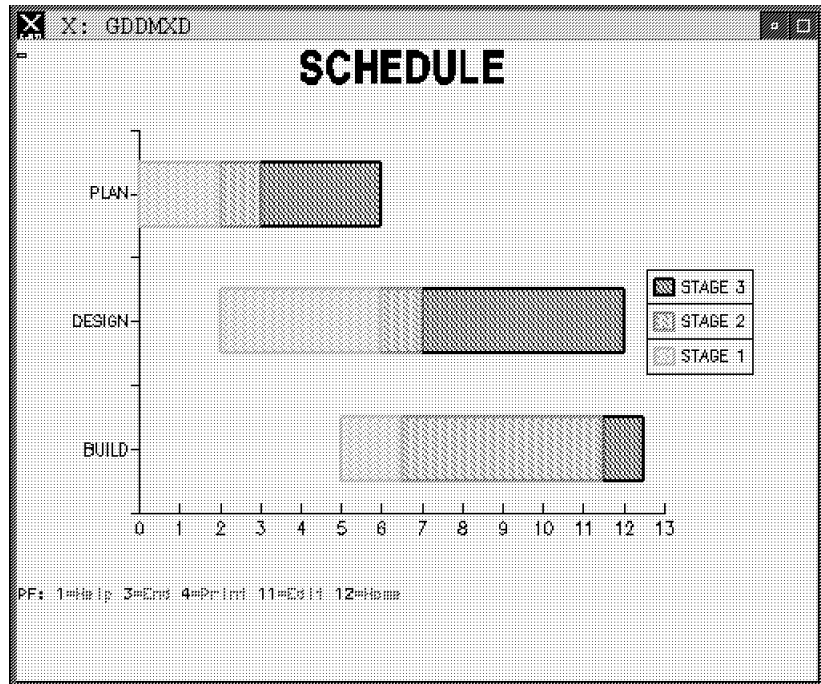 X: GDDMXD
SCHEDULE
PLAN
DESIGN
BUILD
STAGE 3
STAGE 2
STAGE 1
0 1 2 3 4 5 6 7 8 9 10 11 12 13
PF: 1=Help 3=End 4=Print 11=Edit 12=Home